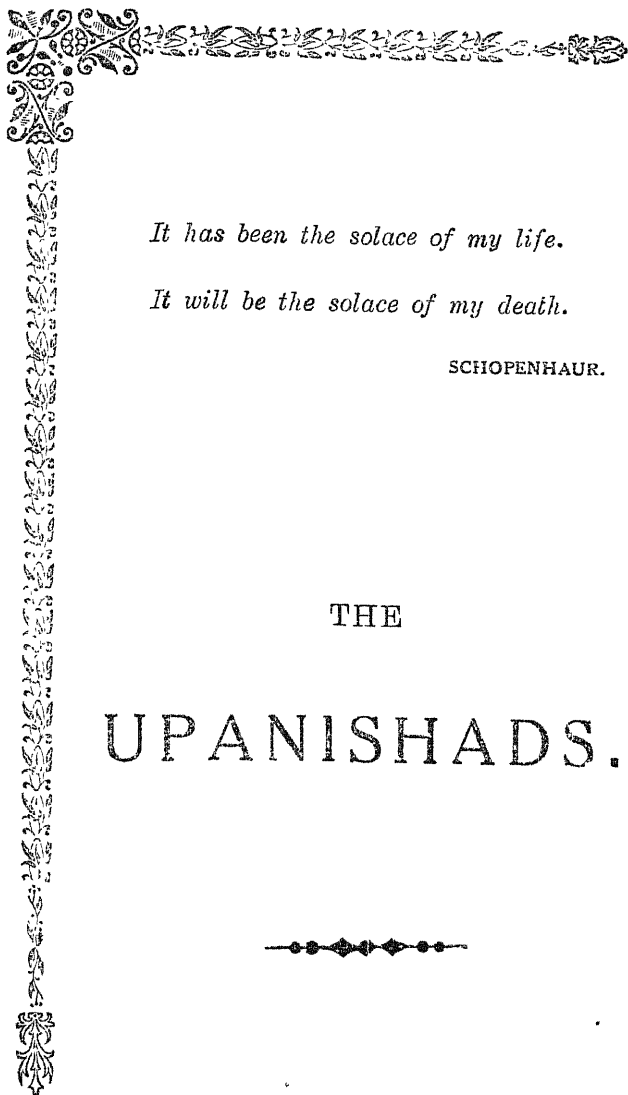 It has been the solace of my life.
It will be the solace of my death.
SCHOPENHAUR.
THE
UPANISHADS.